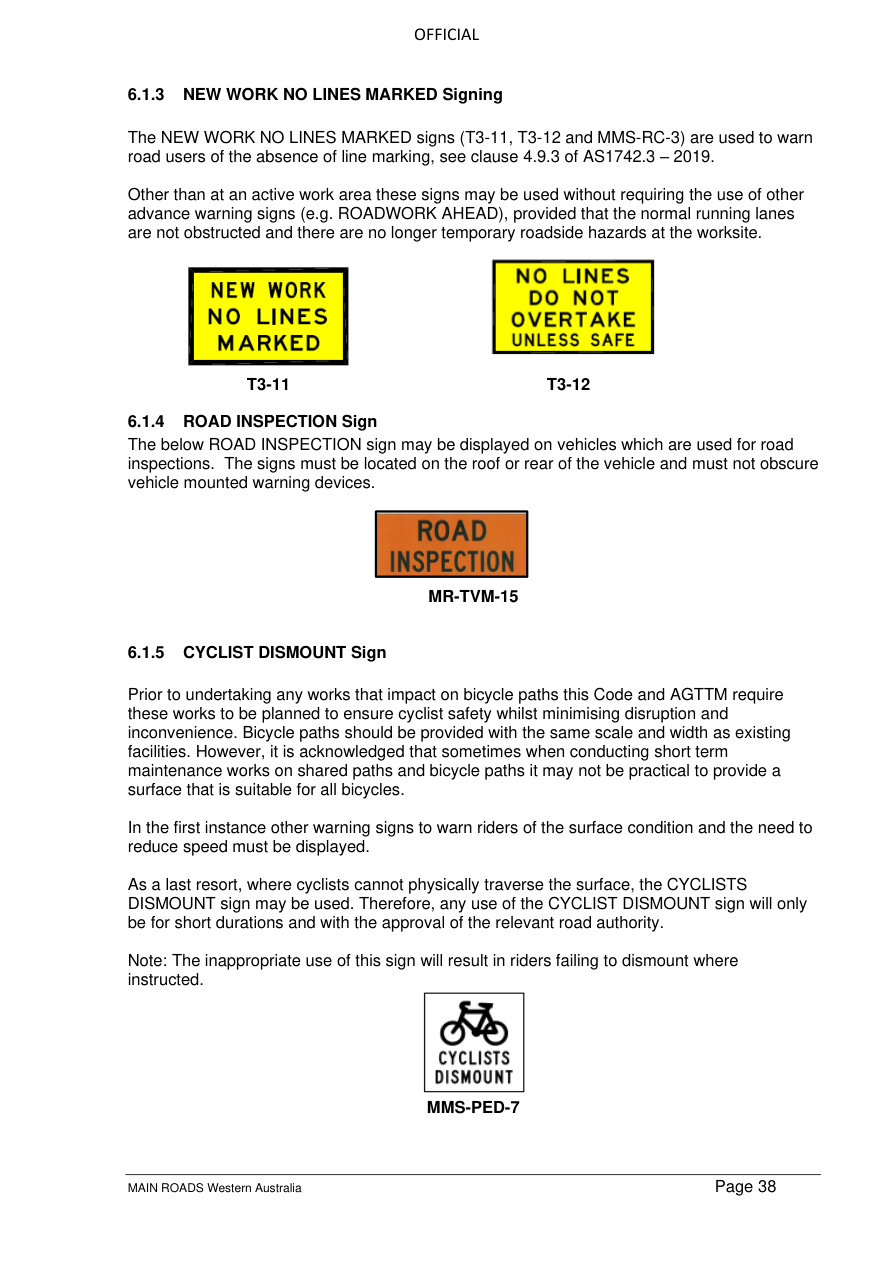 OFFICIAL
6.1.3 NEW WORK NO LINES MARKED Signing
The NEW WORK NO LINES MARKED signs (T3-11, T3-12 and MMS-RC-3) are used to warn
road users of the absence of line marking, see clause 4.9.3 of AS1742.3 – 2019.
Other than at an active work area these signs may be used without requiring the use of other
advance warning signs (e.g. ROADWORK AHEAD), provided that the normal running lanes
are not obstructed and there are no longer temporary roadside hazards at the worksite.
NEW WORK
NO LINES
MARKED
NO LINES
DO NOT
OVERTAKE
UNLESS SAFE
T3-11
T3-12
6.1.4 ROAD INSPECTION Sign
The below ROAD INSPECTION sign may be displayed on vehicles which are used for road
inspections. The signs must be located on the roof or rear of the vehicle and must not obscure
vehicle mounted warning devices.
ROAD
INSPECTION
MR-TVM-15
6.1.5 CYCLIST DISMOUNT Sign
Prior to undertaking any works that impact on bicycle paths this Code and AGTTM require
these works to be planned to ensure cyclist safety whilst minimising disruption and
inconvenience. Bicycle paths should be provided with the same scale and width as existing
facilities. However, it is acknowledged that sometimes when conducting short term
maintenance works on shared paths and bicycle paths it may not be practical to provide a
surface that is suitable for all bicycles.
In the first instance other warning signs to warn riders of the surface condition and the need to
reduce speed must be displayed.
As a last resort, where cyclists cannot physically traverse the surface, the CYCLISTS
DISMOUNT sign may be used. Therefore, any use of the CYCLIST DISMOUNT sign will only
be for short durations and with the approval of the relevant road authority.
Note: The inappropriate use of this sign will result in riders failing to dismount where
instructed.
CYCLISTS
DISMOUNT
MMS-PED-7
MAIN ROADS Western Australia
Page 38